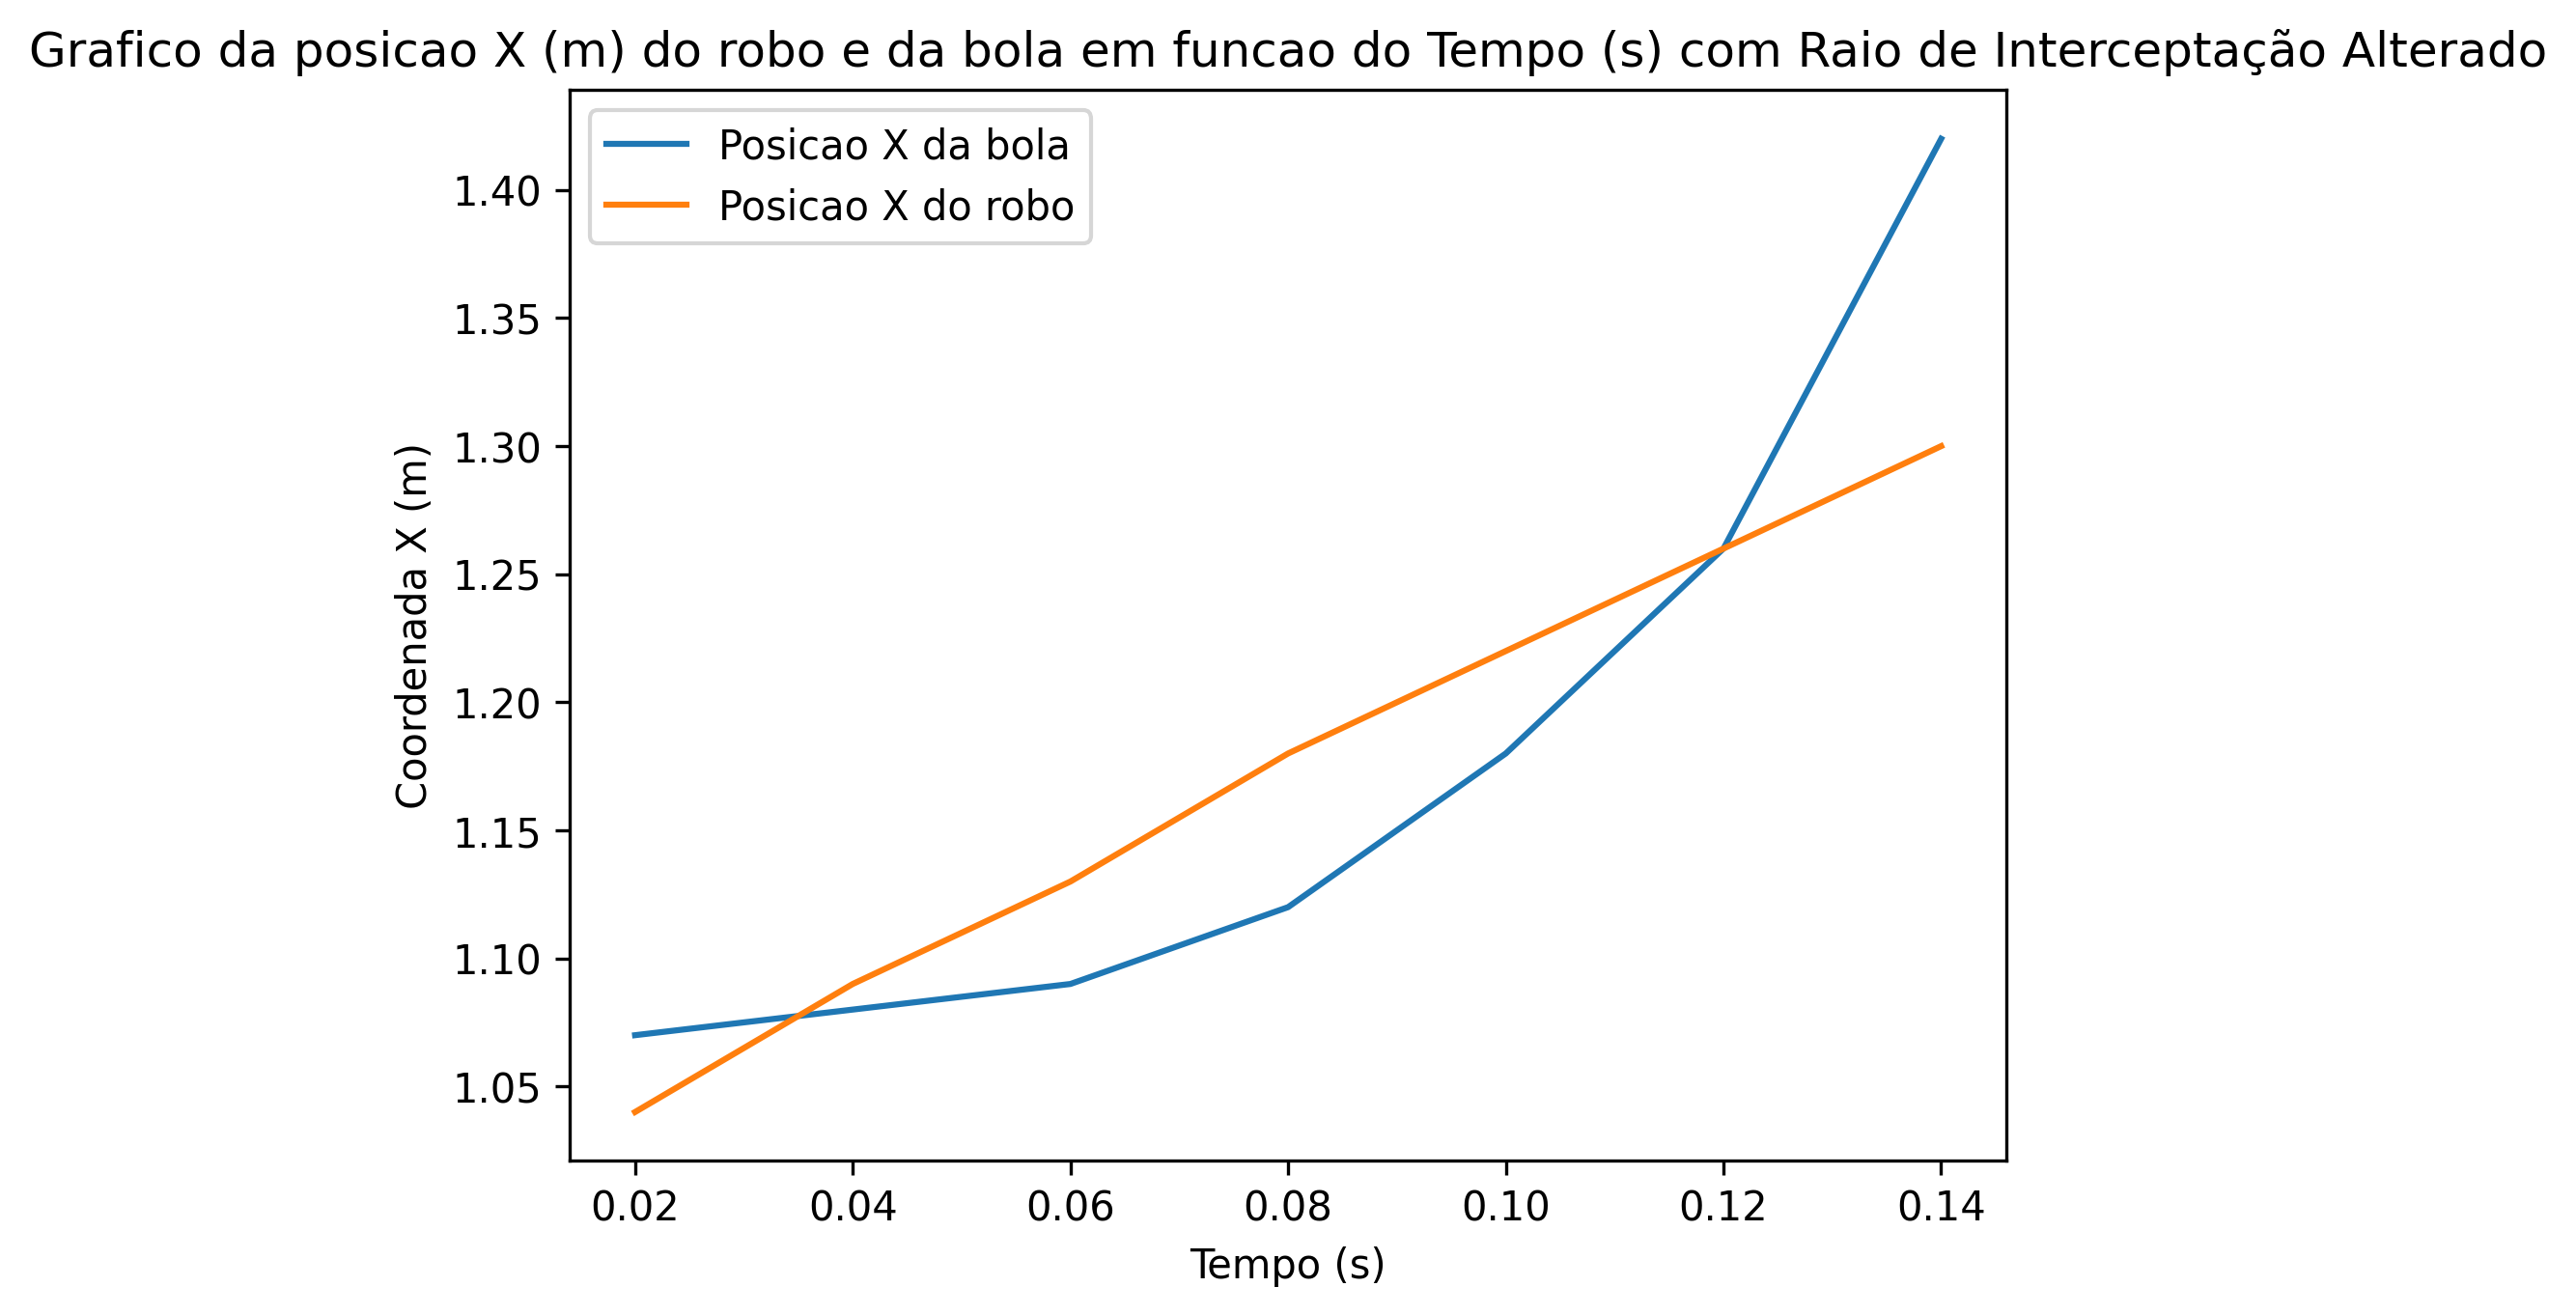 Grafico da posicao X (m) do robo e da bola em funcao do Tempo (s) com Raio de Interceptação Alterado
Posicao X da bola
Posicao X do robo
Coordenada X (m)
1.40
1.35
1.30
1.25
1.20
1.15
1.10
1.05
0.02 0.04 0.06 0.08 0.10 0.12 0.14
Tempo (s)